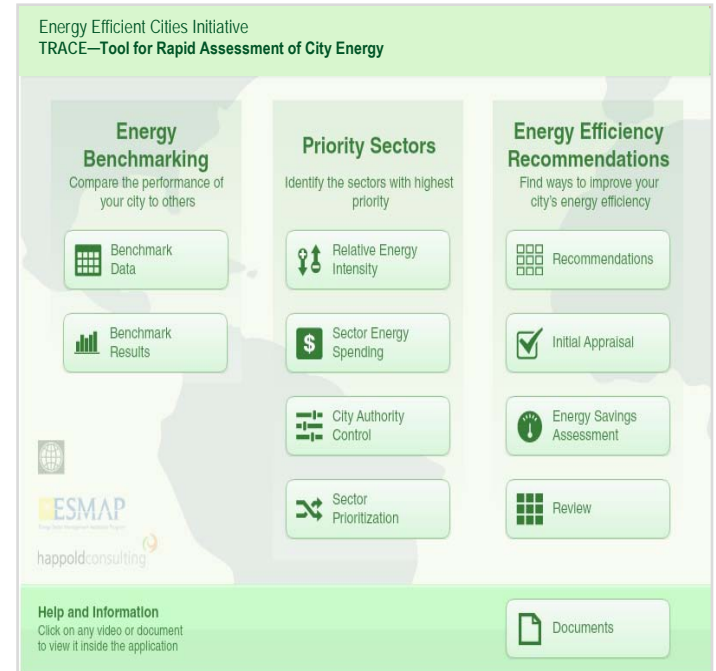 Energy Efficient Cities Initiative
TRACE—Tool for Rapid Assessment of City Energy
Energy
Benchmarking
Compare the performance of
your city to others
Benchmark
Data
Benchmark
Results
Priority Sectors
Identify the sectors with highest
priority
Relative Energy
Intensity
$
Sector Energy
Spending
City Authority
Control
Sector
Prioritization
Energy Efficiency
Recommendations
Find ways to improve your
city's energy efficiency
Recommendations
Initial Appraisal
Energy Savings
Assessment
Review
ESMAP
happoldconsulting
Help and Information
Click on any video or document
to view it inside the application
Documents